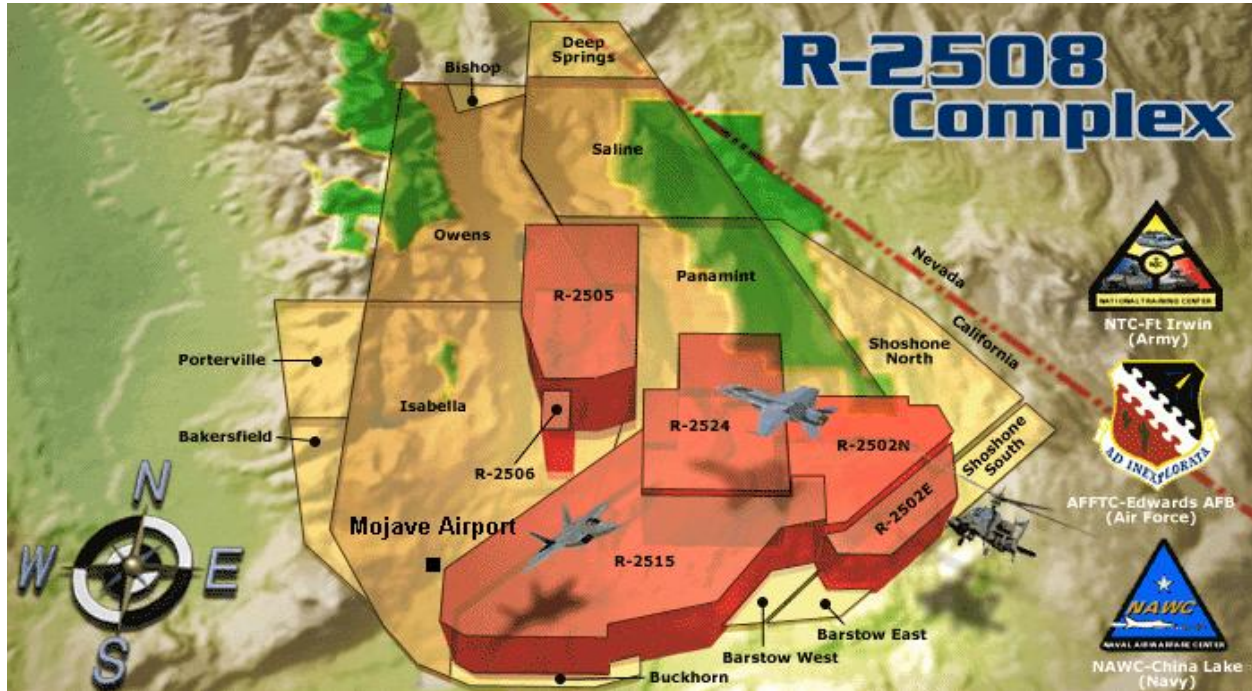 R-2508
Complex
Deep
Springs
Bishop
Saline
Owens
Panamint
R-2505
Nevada
California
Shoshone
North
Porterville
Isabella
Bakersfield
R-2506
R-2524
R-2502N
Shoshone
South
R-2502E
Mojave Airport
R-2515
Barstow East
Barstow West
Buckhorn
N
W
E
S
NATIONAL TRAINING CENTER
NTC-Ft Irwin
(Army)
AD INEXPLORATA
AFFTC-Edwards AFB
(Air Force)
NAWC
NAVAL AIR WARFARE CENTER
NAWC-China Lake
(Navy)